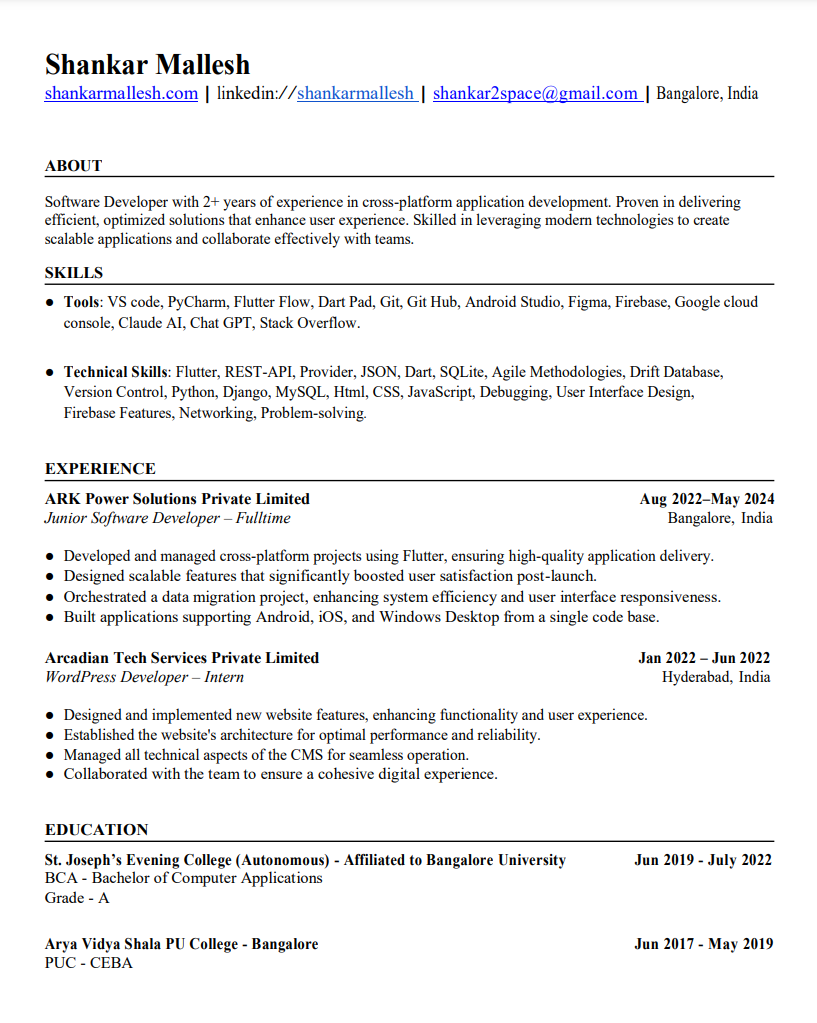 Shankar Mallesh
shankarmallesh.com | linkedin://shankarmallesh | shankar2space@gmail.com | Bangalore, India
ABOUT
Software Developer with 2+ years of experience in cross-platform application development. Proven in delivering
efficient, optimized solutions that enhance user experience. Skilled in leveraging modern technologies to create
scalable applications and collaborate effectively with teams.
SKILLS
● Tools: VS code, PyCharm, Flutter Flow, Dart Pad, Git, Git Hub, Android Studio, Figma, Firebase, Google cloud
console, Claude AI, Chat GPT, Stack Overflow.
● Technical Skills: Flutter, REST-API, Provider, JSON, Dart, SQLite, Agile Methodologies, Drift Database,
Version Control, Python, Django, MySQL, Html, CSS, JavaScript, Debugging, User Interface Design,
Firebase Features, Networking, Problem-solving.
EXPERIENCE
ARK Power Solutions Private Limited Aug 2022–May 2024
Junior Software Developer – Fulltime Bangalore, India
● Developed and managed cross-platform projects using Flutter, ensuring high-quality application delivery.
● Designed scalable features that significantly boosted user satisfaction post-launch.
● Orchestrated a data migration project, enhancing system efficiency and user interface responsiveness.
● Built applications supporting Android, iOS, and Windows Desktop from a single code base.
Arcadian Tech Services Private Limited Jan 2022 – Jun 2022
WordPress Developer – Intern Hyderabad, India
● Designed and implemented new website features, enhancing functionality and user experience.
● Established the website's architecture for optimal performance and reliability.
● Managed all technical aspects of the CMS for seamless operation.
● Collaborated with the team to ensure a cohesive digital experience.
EDUCATION
St. Joseph’s Evening College (Autonomous) - Affiliated to Bangalore University Jun 2019 - July 2022
BCA - Bachelor of Computer Applications
Grade - A
Arya Vidya Shala PU College - Bangalore Jun 2017 - May 2019
PUC - CEBA